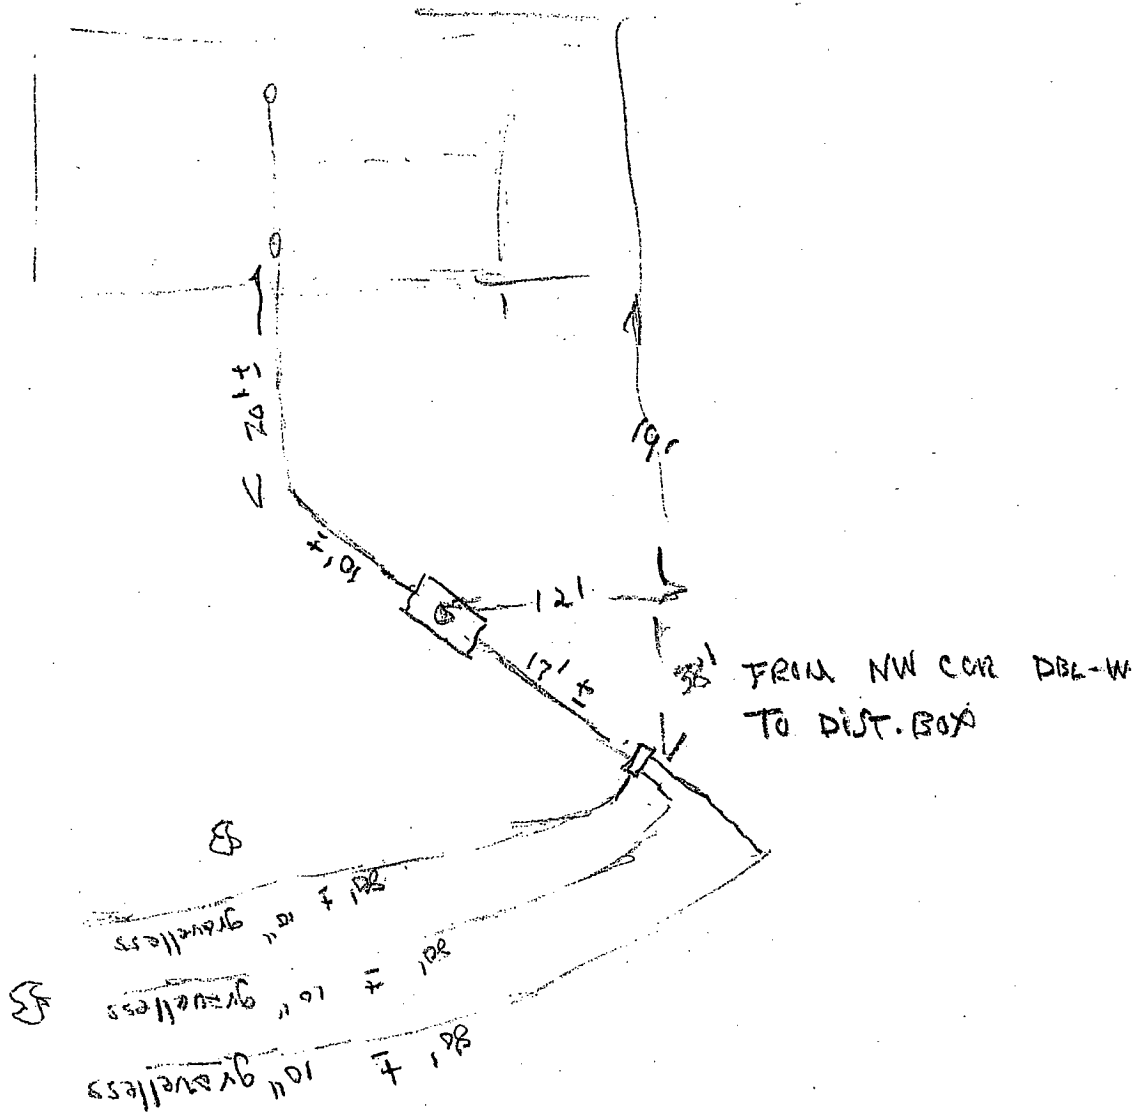 20'±
10'±
19'
12'
17'±
38' FROM NW COR DBL-W
TO DIST. BOX
80' ± 10" gravelless
80' ± 10" gravelless
80' ± 10" gravelless